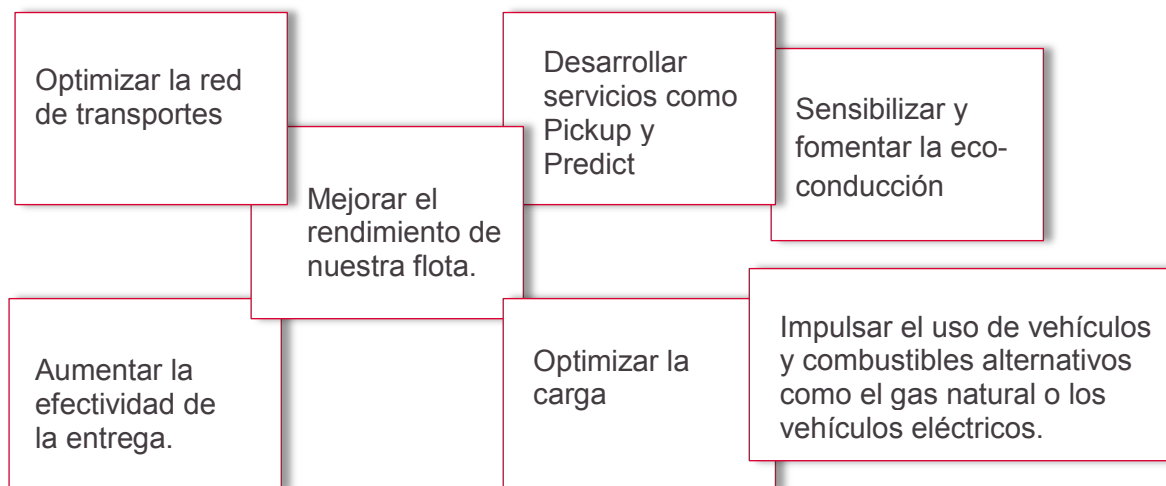 Optimizar la red
de transportes
Mejorar el
rendimiento de
nuestra flota.
Desarrollar
servicios como
Pickup y
Predict
Sensibilizar y
fomentar la eco-
conducción
Aumentar la
efectividad de
la entrega.
Optimizar la
carga
Impulsar el uso de vehículos
y combustibles alternativos
como el gas natural o los
vehículos eléctricos.